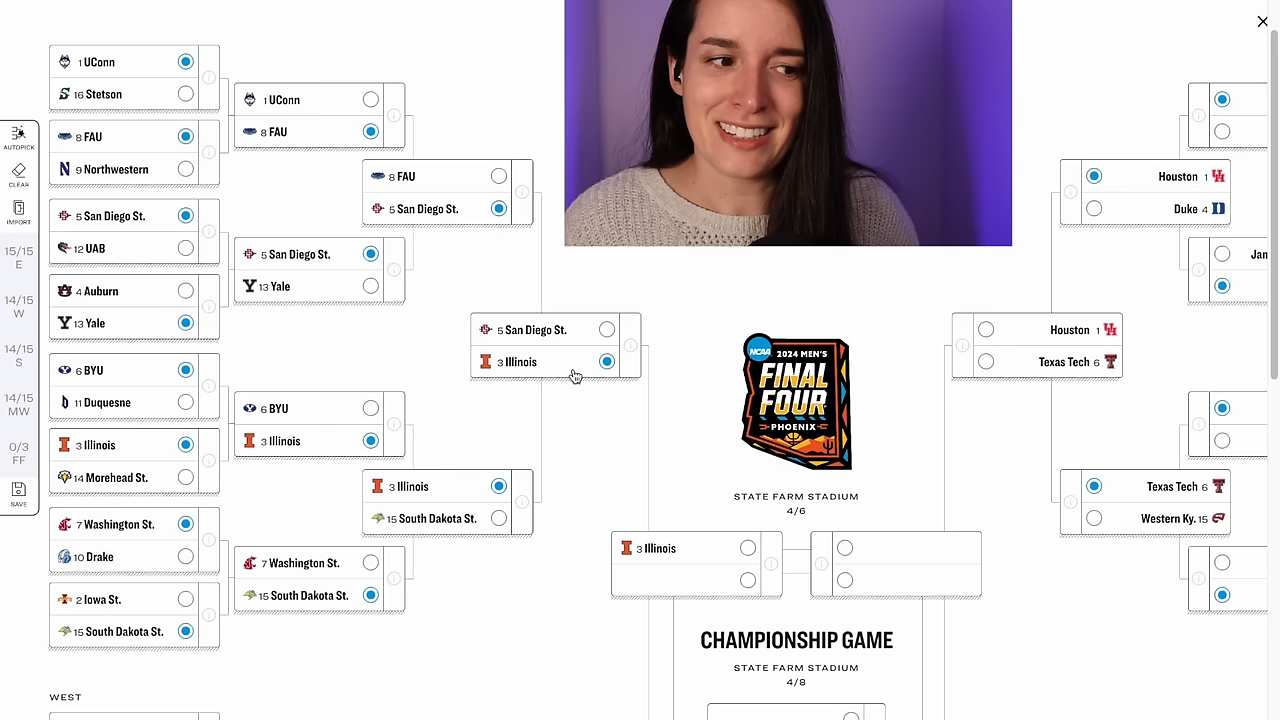 AUTOPICK
CLEAR
IMPORT
15/15
E
14/15
W
14/15
S
14/15
MW
0/3
FF
SAVE
1 UConn
16 Stetson
8 FAU
9 Northwestern
5 San Diego St.
12 UAB
4 Auburn
13 Yale
6 BYU
11 Duquesne
3 Illinois
14 Morehead St.
7 Washington St.
10 Drake
2 Iowa St.
15 South Dakota St.
WEST
1 UConn
8 FAU
5 San Diego St.
13 Yale
6 BYU
3 Illinois
7 Washington St.
15 South Dakota St.
8 FAU
5 San Diego St.
3 Illinois
15 South Dakota St.
5 San Diego St.
3 Illinois
NCAA
2024 MEN'S
FINAL
FOUR
PHOENIX
STATE FARM STADIUM
4/6
3 Illinois
CHAMPIONSHIP GAME
STATE FARM STADIUM
4/8
Houston 1
Texas Tech 6
Houston 1
Duke 4
Texas Tech 6
Western Ky. 15
Jan